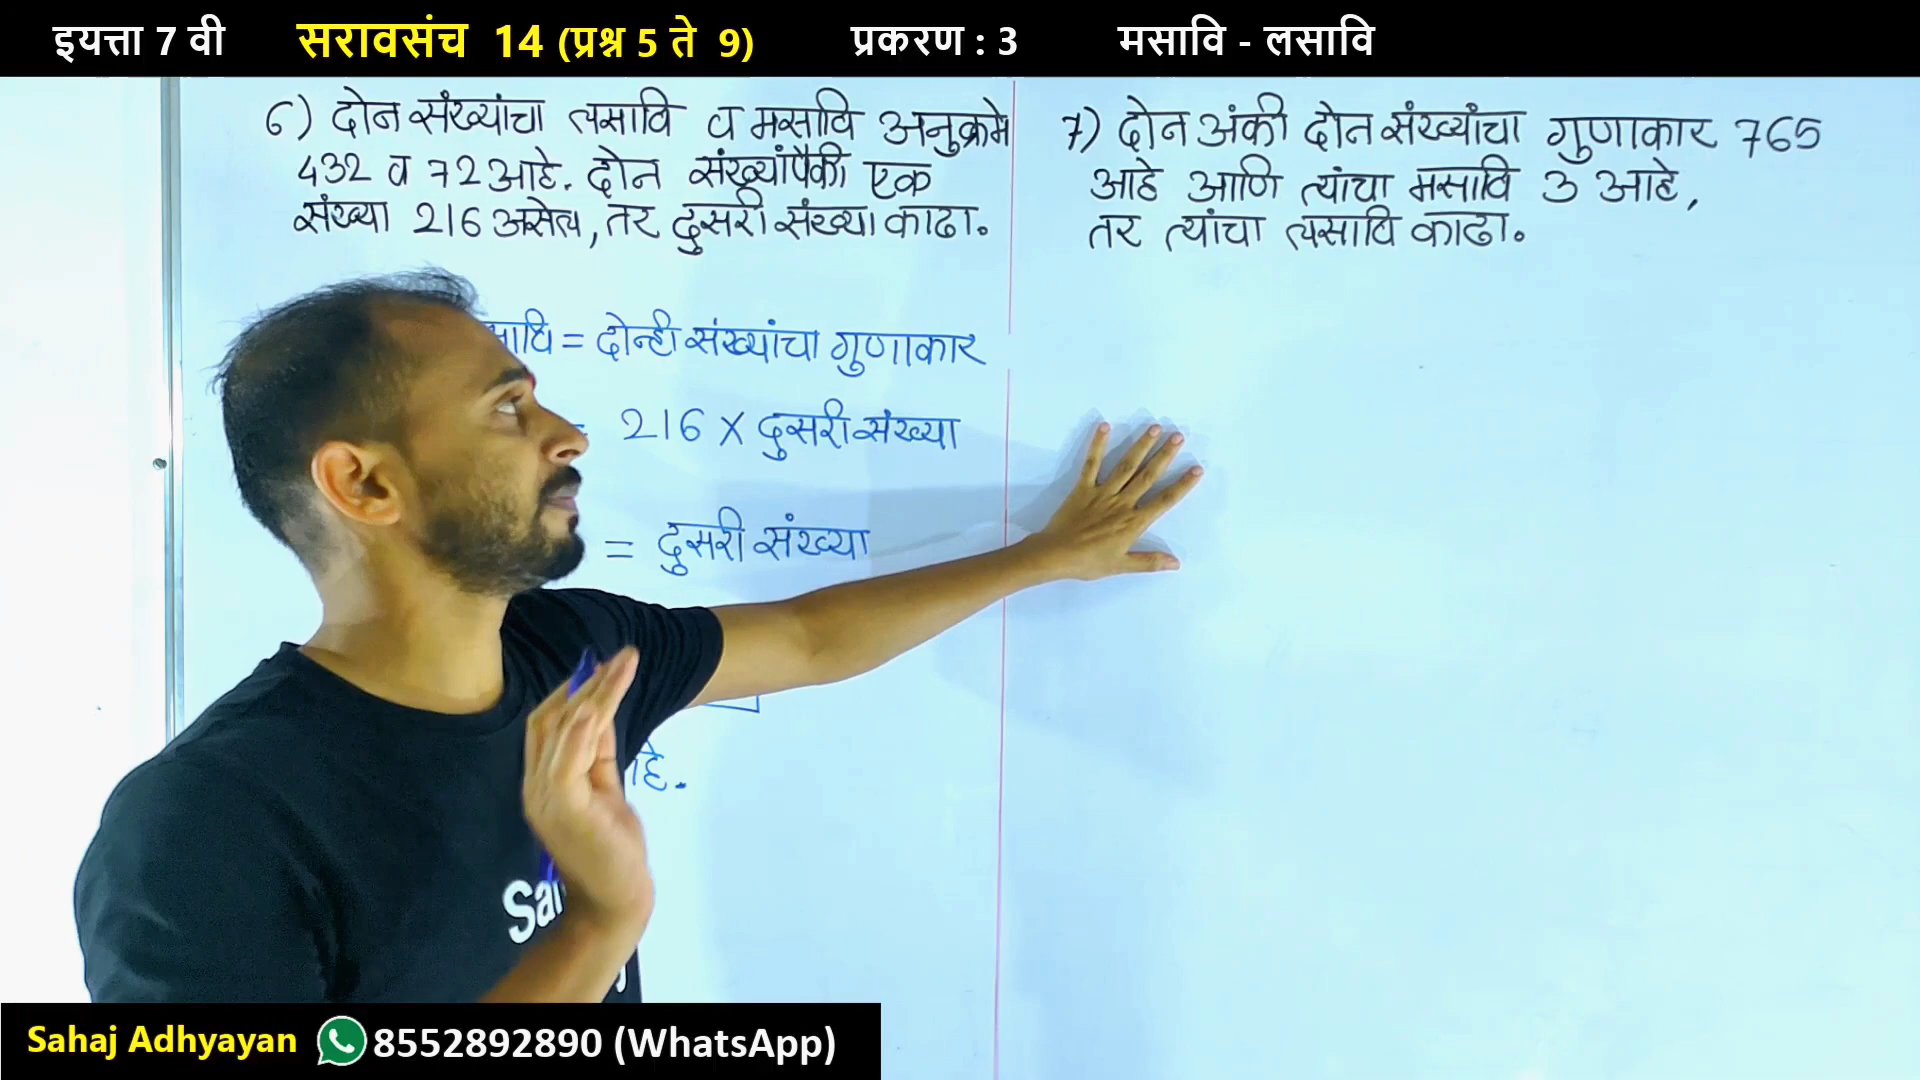 इयत्ता 7 वी सरावसंच 14 (प्रश्न 5 ते 9) प्रकरण : 3 मसावि - लसावि
6) दोन संख्यांचा लसावि व मसावि अनुक्रमे
432 व 72 आहे. दोन संख्यांपैकी एक
संख्या 216 असेल, तर दुसरी संख्या काढा.
= दोन्ही संख्यांचा गुणाकार
= 216 X दुसरी संख्या
= दुसरी संख्या
7) दोन अंकी दोन संख्यांचा गुणाकार 765
आहे आणि त्यांचा मसावि 3 आहे,
तर त्यांचा लसावि काढा.
Sahaj Adhyayan 8552892890 (WhatsApp)